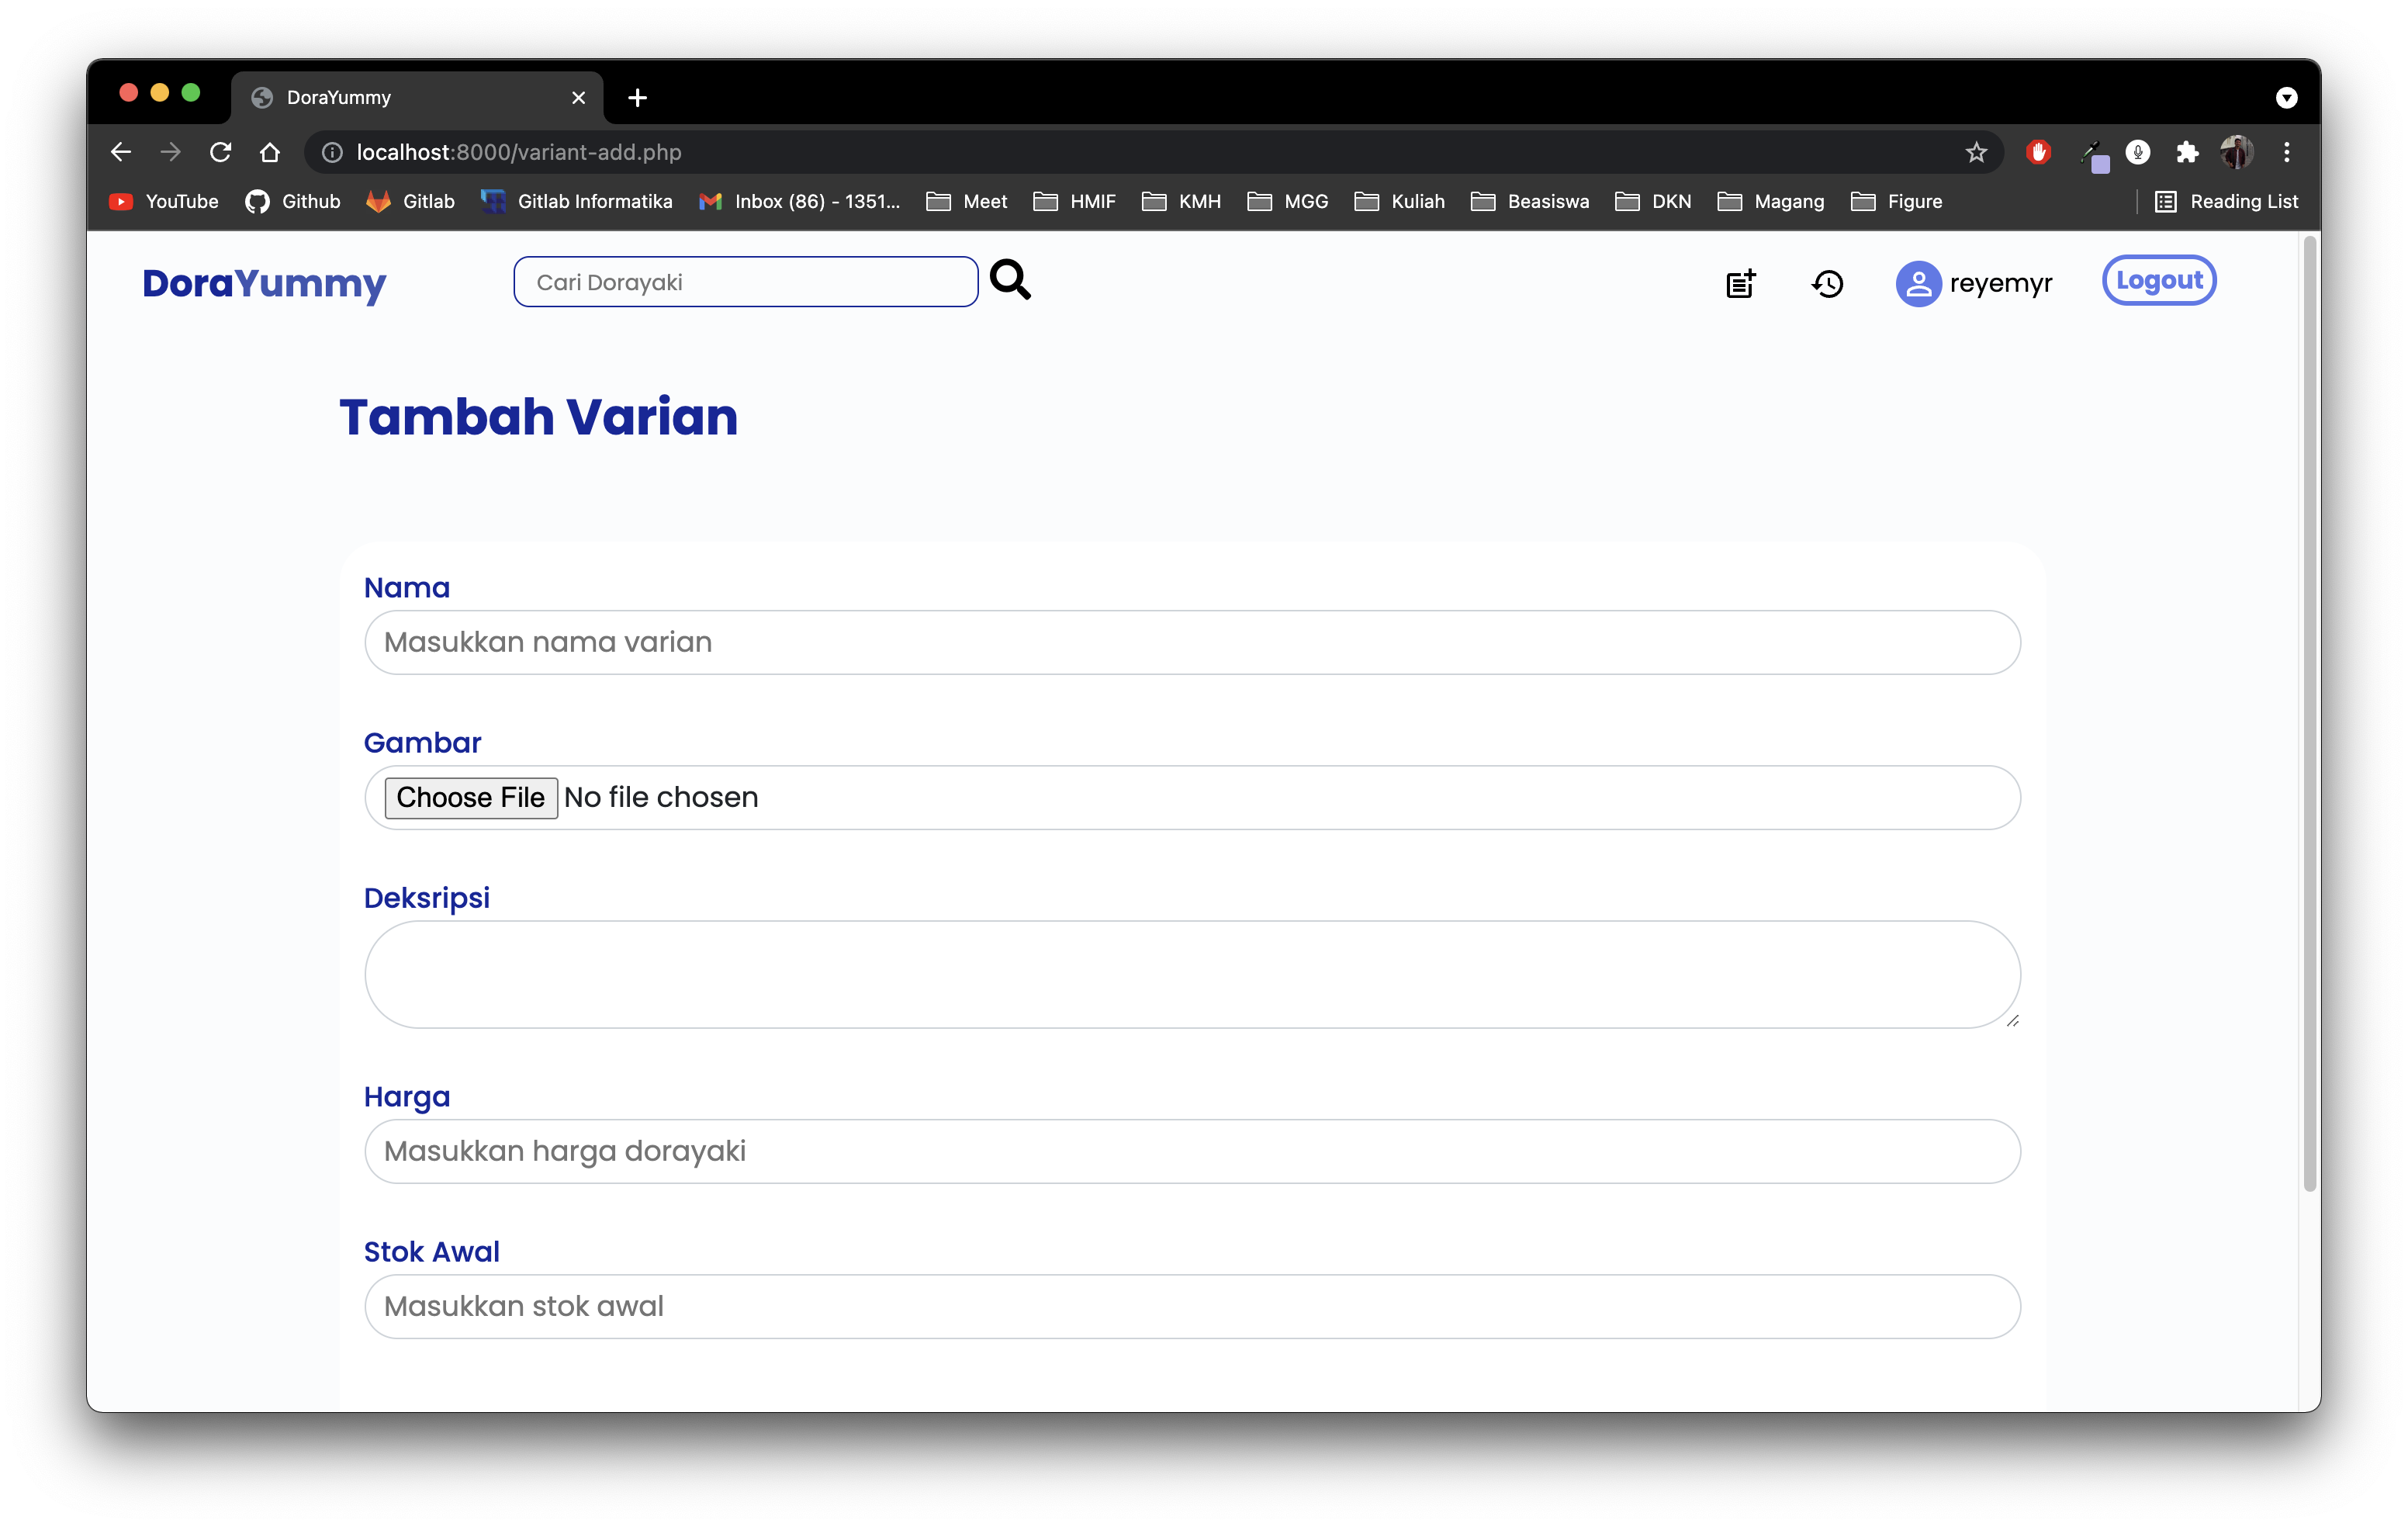 DoraYummy
localhost:8000/variant-add.php
YouTube Github Gitlab Gitlab Informatika Inbox (86) - 1351... Meet HMIF KMH MGG Kuliah Beasiswa DKN Magang Figure Reading List
DoraYummy Cari Dorayaki reyemyr Logout
Tambah Varian
Nama
Masukkan nama varian
Gambar
Choose File No file chosen
Deksripsi
Harga
Masukkan harga dorayaki
Stok Awal
Masukkan stok awal